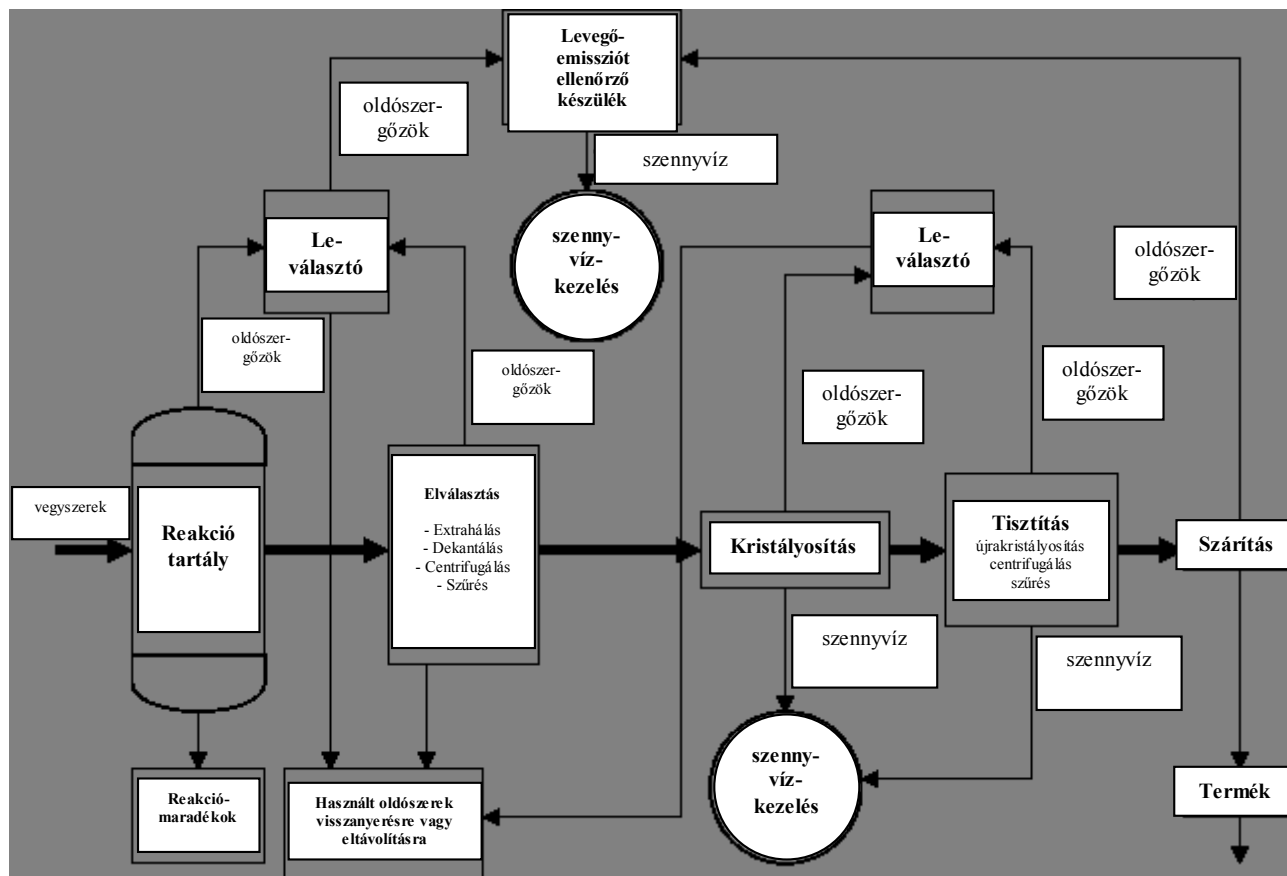 Levegő-
emissziót
ellenőrző
készülék
oldószer-
gőzök
szennyvíz
Le-
választó
szenny-
víz-
kezelés
Le-
választó
oldószer-
gőzök
oldószer-
gőzök
oldószer-
gőzök
oldószer-
gőzök
oldószer-
gőzök
vegyszerek
Reakció
tartály
Elválasztás
- Extrahálás
- Dekantálás
- Centrifugálás
- Szűrés
Kristályosítás
Tisztítás
újrakristályosítás
centrifugálás
szűrés
Szárítás
szennyvíz
szennyvíz
szenny-
víz-
kezelés
Reakció-
maradékok
Használt oldószerek
visszanyerésre vagy
eltávolításra
Termék